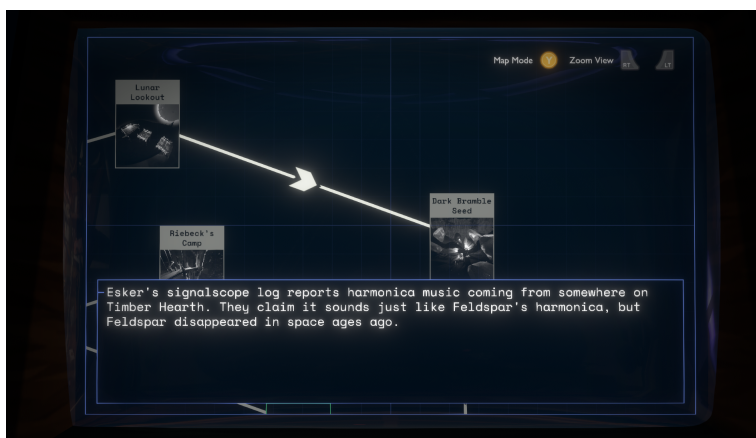 Map Mode Y Zoom View RT LT
Lunar
Lookout
Dark Bramble
Seed
Riebeck's
Camp
Esker's signalscope log reports harmonica music coming from somewhere on
Timber Hearth. They claim it sounds just like Feldspar's harmonica, but
Feldspar disappeared in space ages ago.